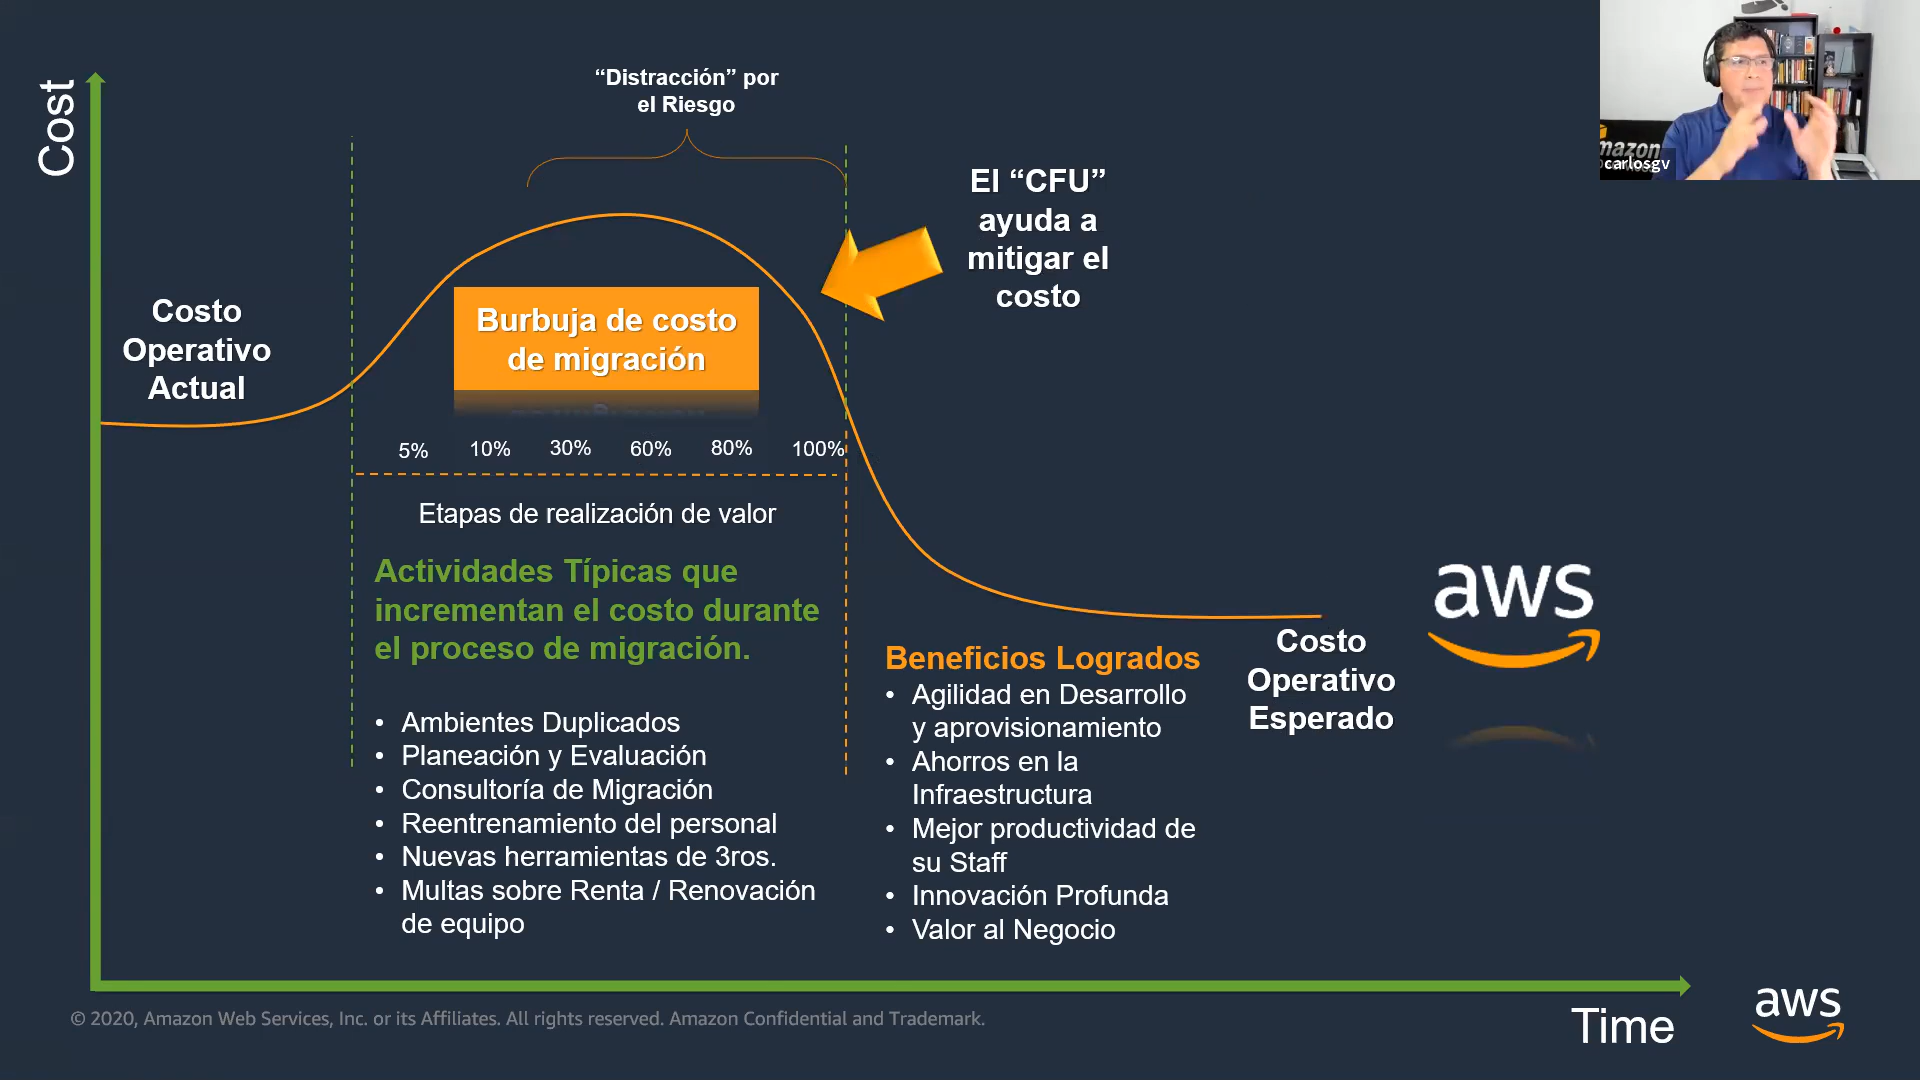 Cost
“Distracción” por
el Riesgo
El “CFU”
ayuda a
mitigar el
costo
mazon
carlosgv
Costo
Operativo
Actual
Burbuja de costo
de migración
5% 10% 30% 60% 80% 100%
Etapas de realización de valor
Actividades Típicas que
incrementan el costo durante
el proceso de migración.
• Ambientes Duplicados
• Planeación y Evaluación
• Consultoría de Migración
• Reentrenamiento del personal
• Nuevas herramientas de 3ros.
• Multas sobre Renta / Renovación
de equipo
Beneficios Logrados
• Agilidad en Desarrollo
y aprovisionamiento
• Ahorros en la
Infraestructura
• Mejor productividad de
su Staff
• Innovación Profunda
• Valor al Negocio
Costo
Operativo
Esperado
aws
© 2020, Amazon Web Services, Inc. or its Affiliates. All rights reserved. Amazon Confidential and Trademark.
Time
aws